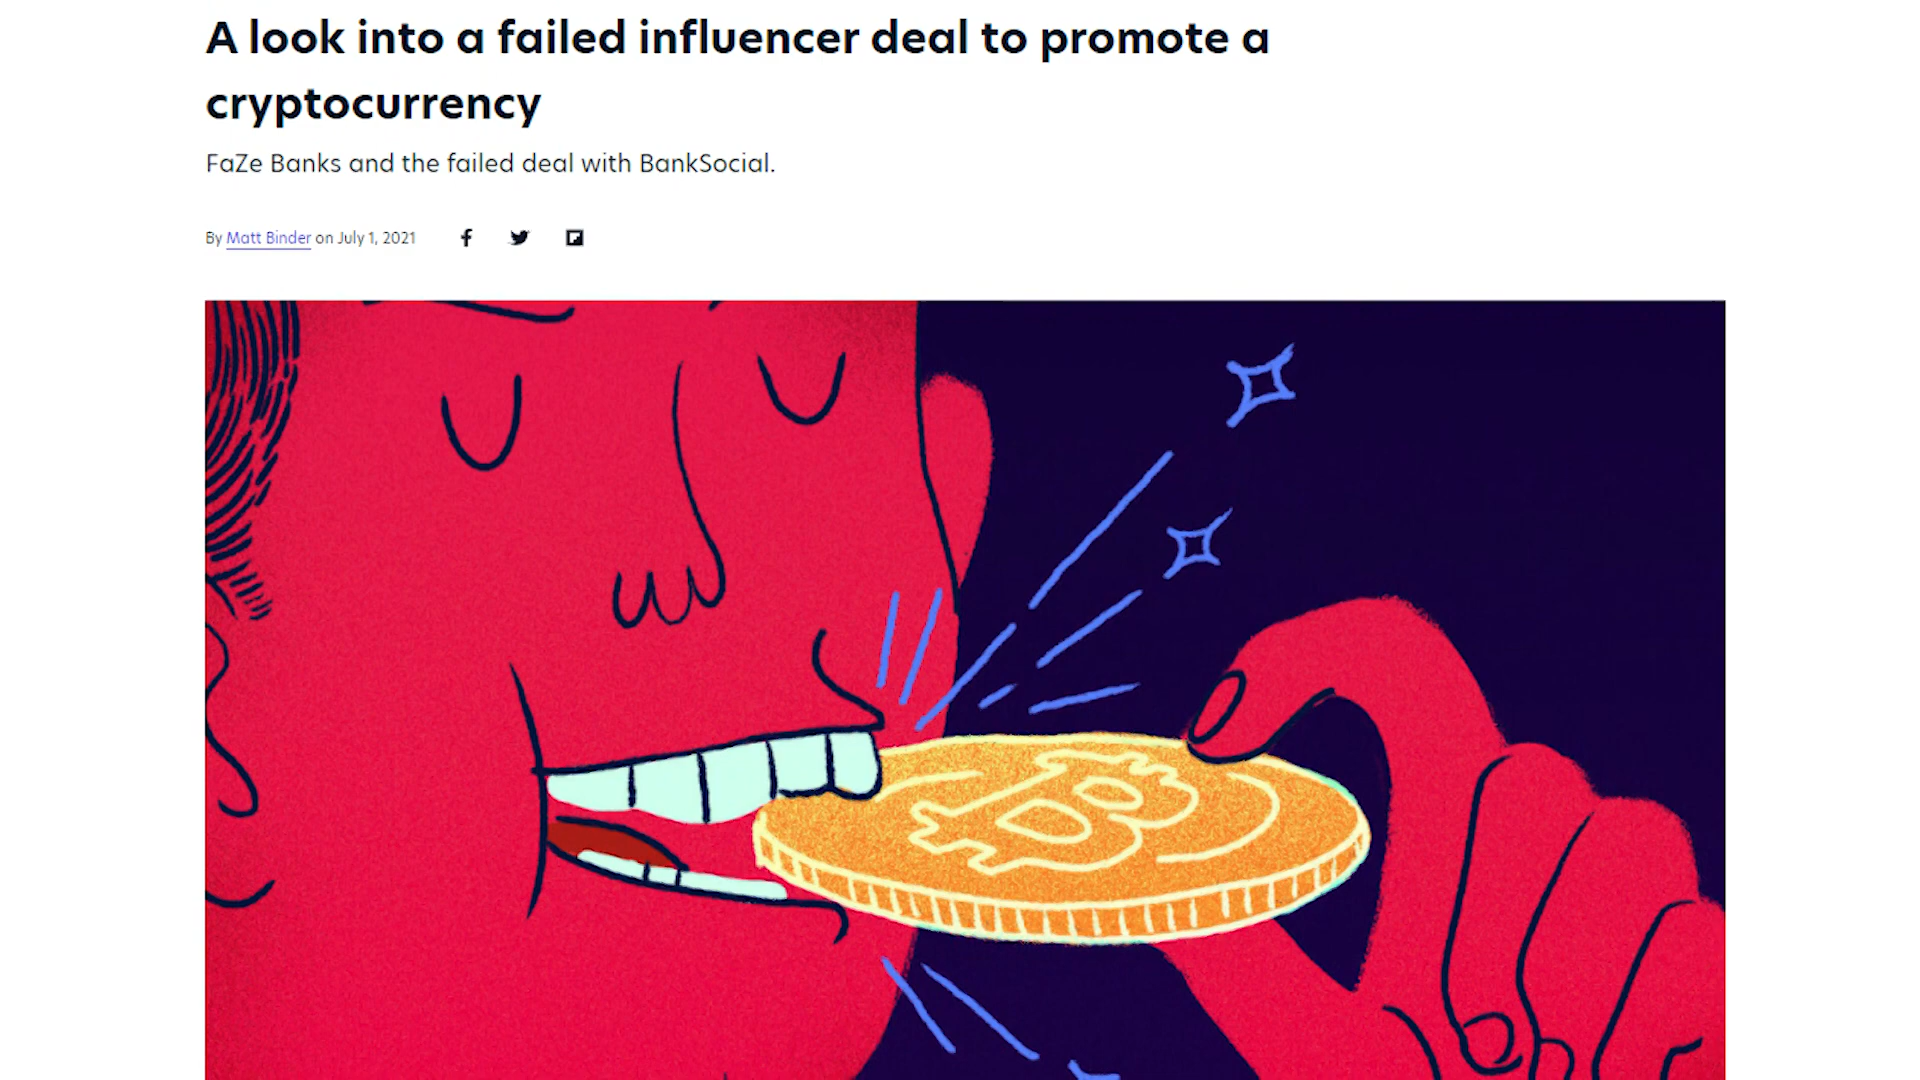 A look into a failed influencer deal to promote a
cryptocurrency
FaZe Banks and the failed deal with BankSocial.
By Matt Binder on July 1, 2021